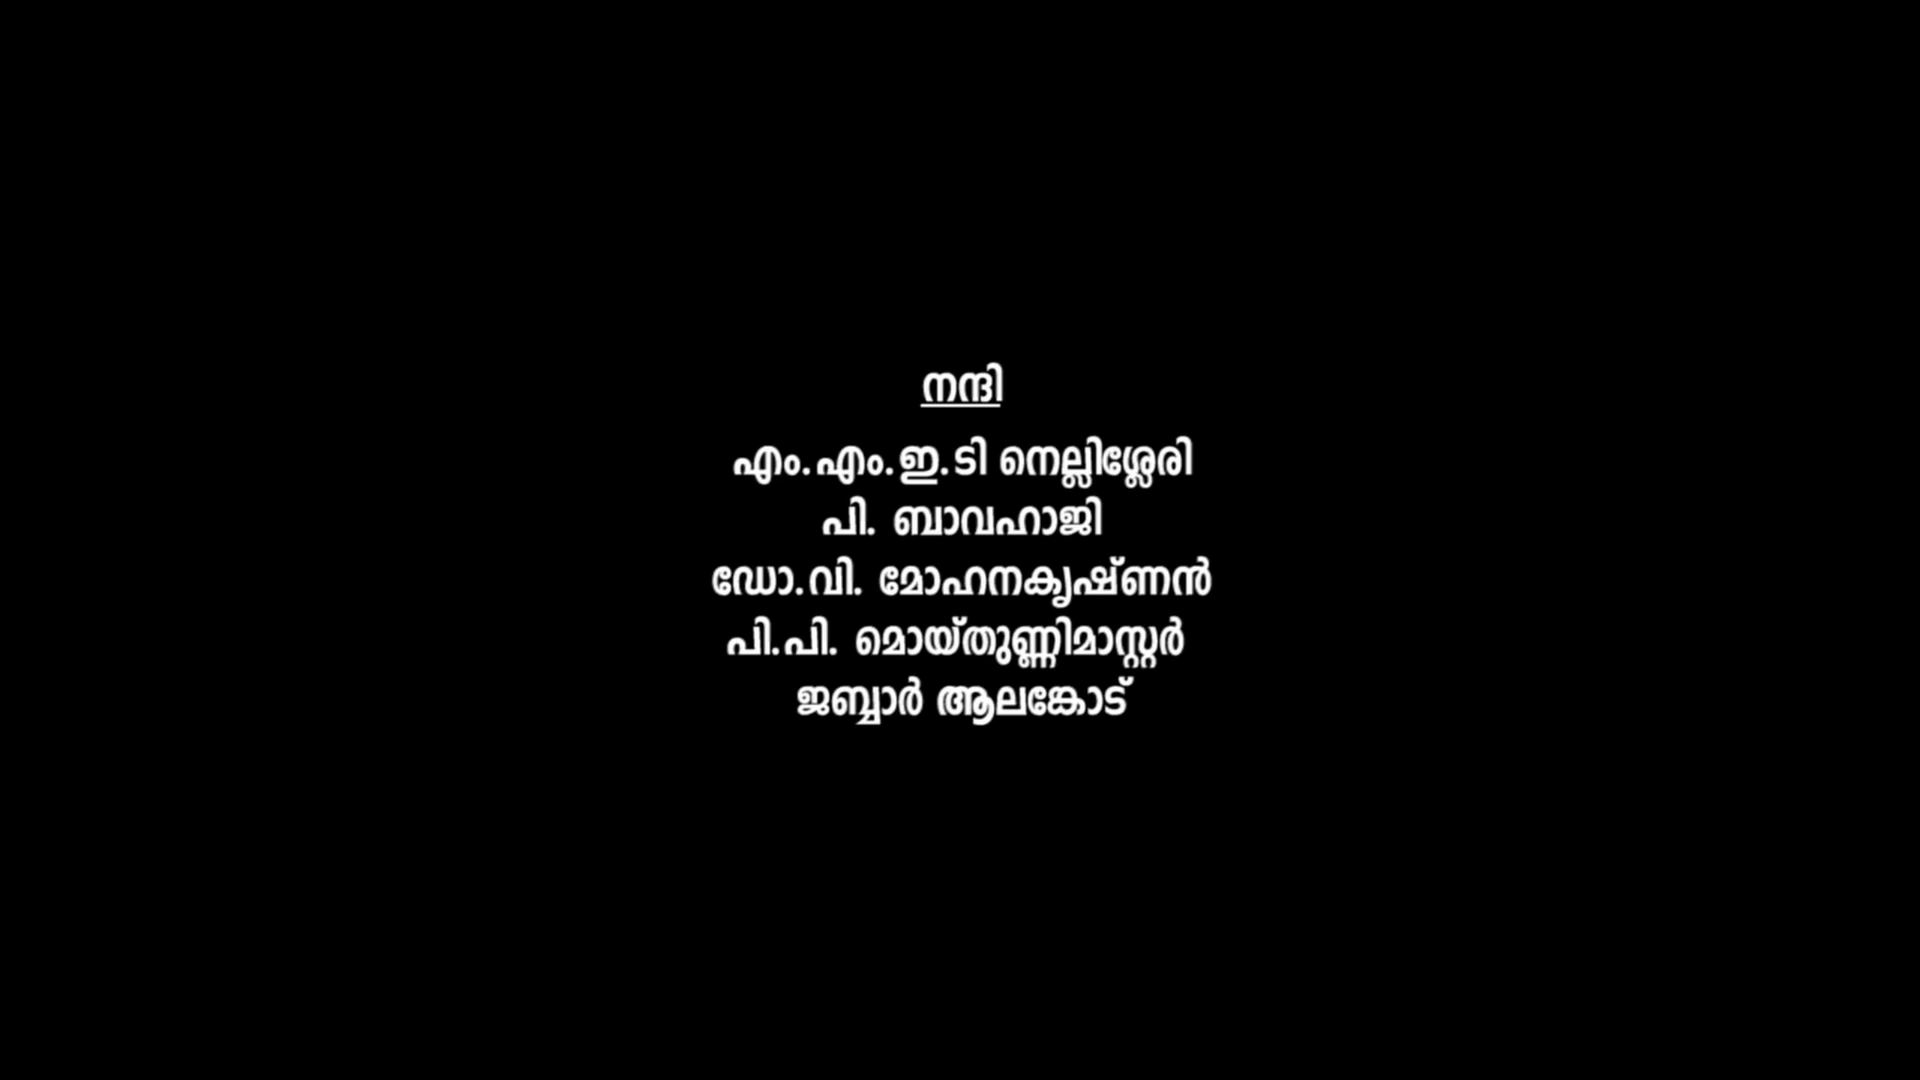 നന്ദി
എം.എം.ഇ.ടി നെല്ലിശ്ശേരി
പി. ബാവഹാജി
ഡോ.വി. മോഹനകൃഷ്ണൻ
പി.പി. മൊയ്തുണ്ണിമാസ്റ്റർ
ജബ്ബാർ ആലങ്കോട്